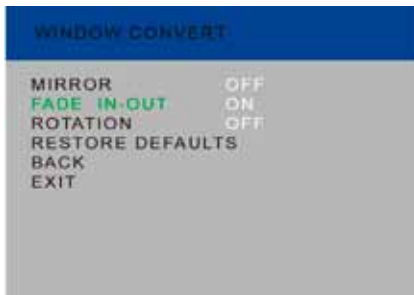 WINDOW CONVERT
MIRROR OFF
FADE IN-OUT ON
ROTATION OFF
RESTORE DEFAULTS
BACK
EXIT